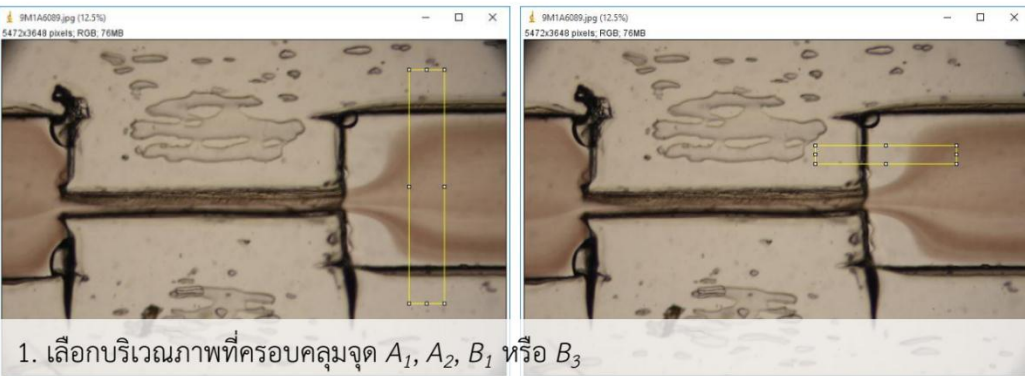 9M1A6089.jpg (12.5%)
5472x3648 pixels; RGB; 76MB
9M1A6089.jpg (12.5%)
5472x3648 pixels; RGB; 76MB
1. เลือกบริเวณภาพที่ครอบคลุมจุด A1, A2, B1 หรือ B3